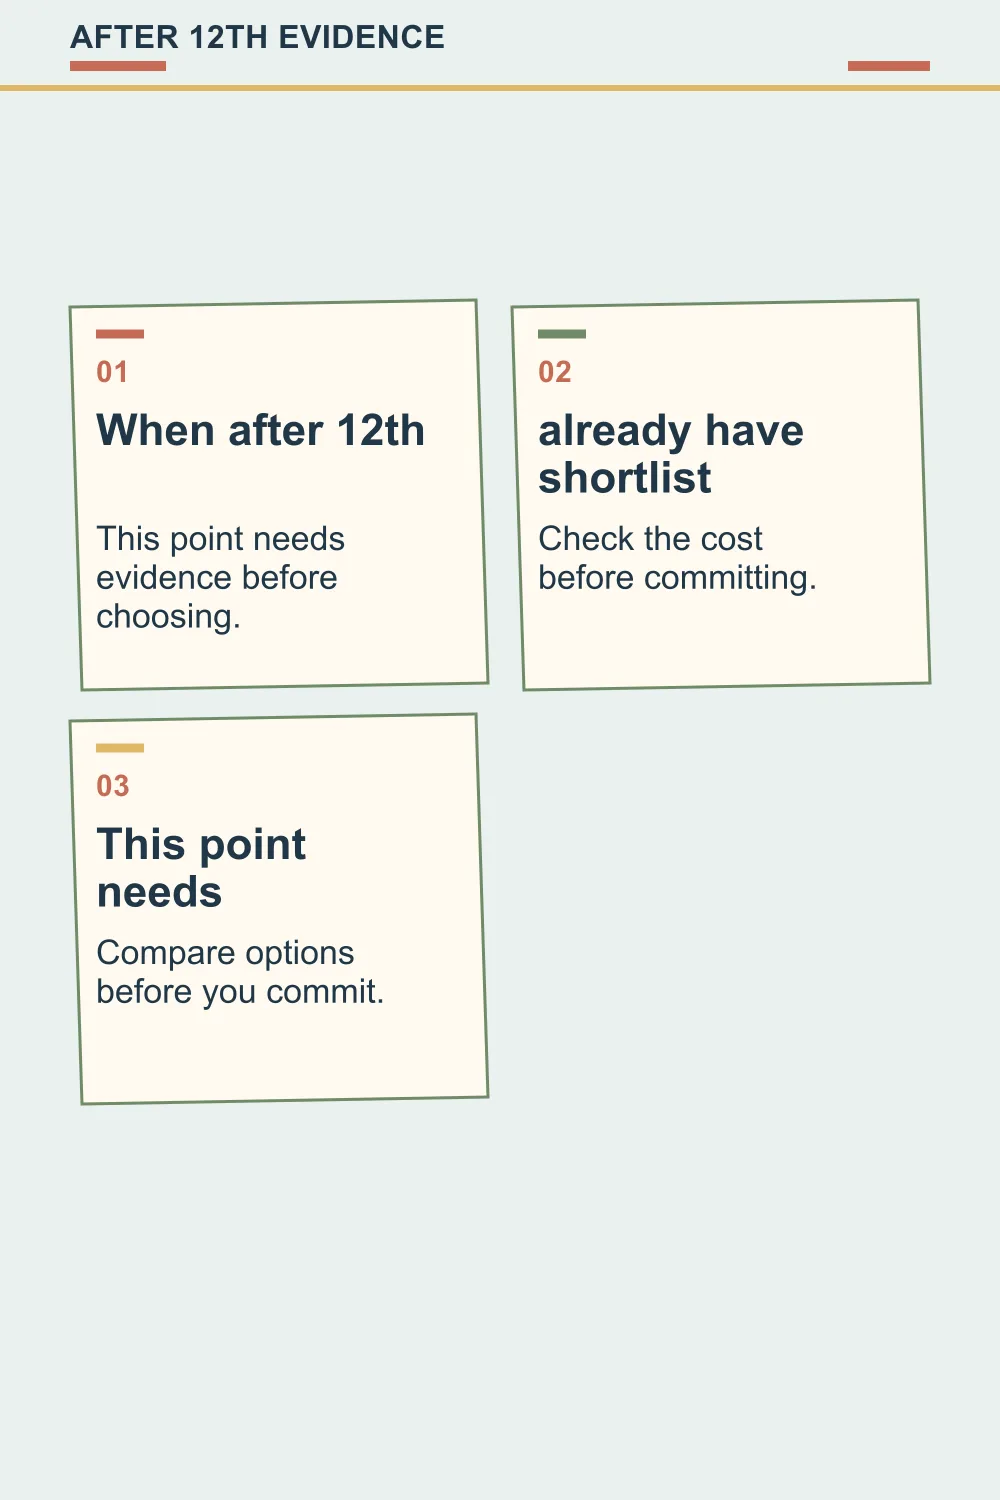 AFTER 12TH EVIDENCE
01
When after 12th
This point needs
evidence before
choosing.
02
already have
shortlist
Check the cost
before committing.
03
This point
needs
Compare options
before you commit.